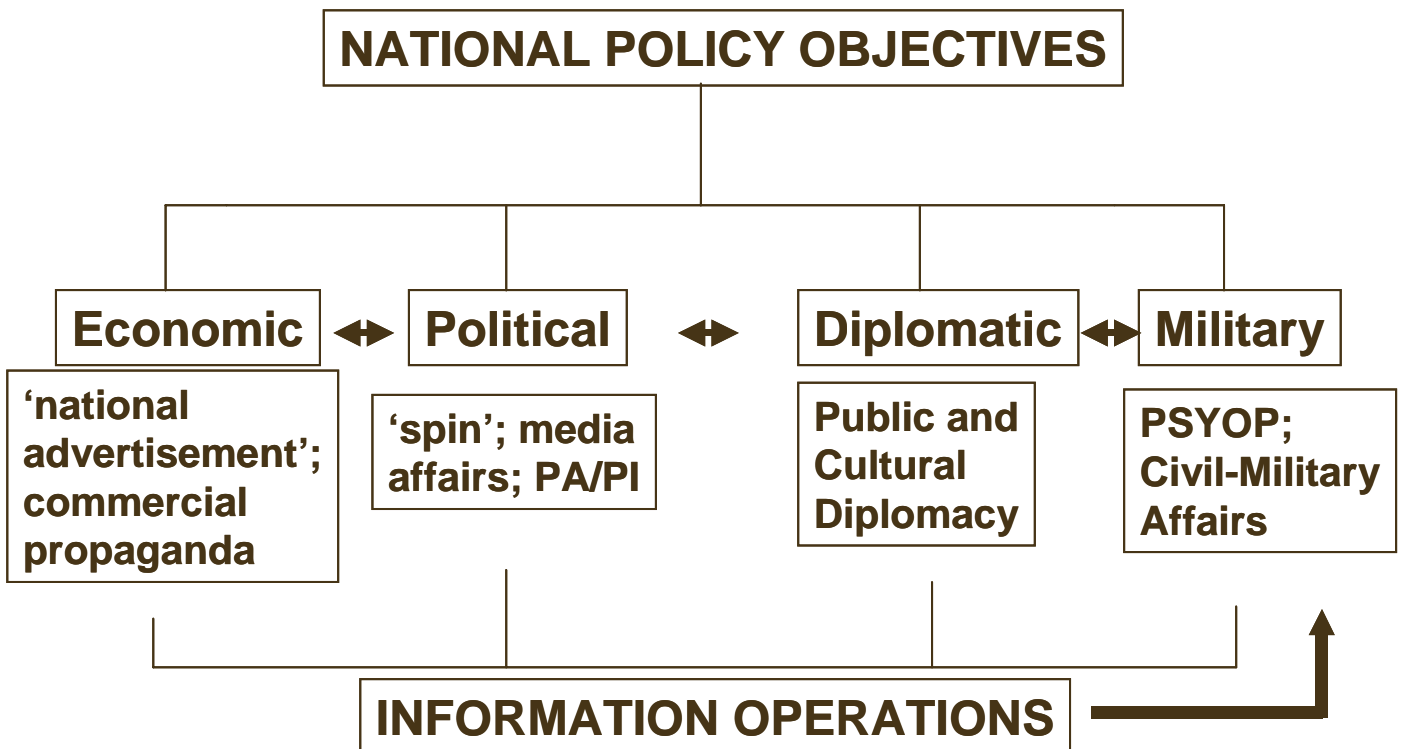 NATIONAL POLICY OBJECTIVES
Economic
Political
Diplomatic
Military
‘national
advertisement’;
commercial
propaganda
‘spin’; media
affairs; PA/PI
Public and
Cultural
Diplomacy
PSYOP;
Civil-Military
Affairs
INFORMATION OPERATIONS